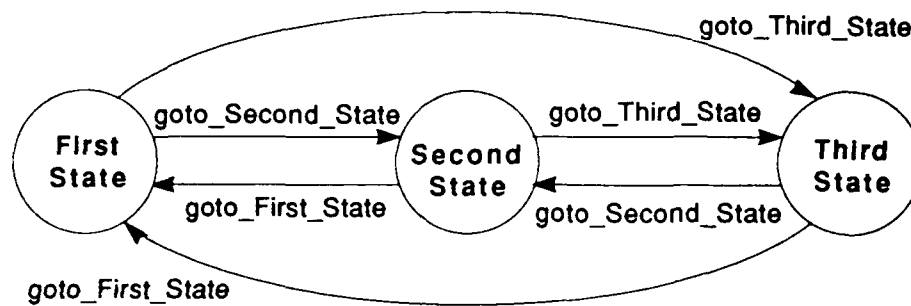 goto_Third_State
goto_Second_State
goto_Third_State
First
State
Second
State
Third
State
goto_First_State
goto_Second_State
goto_First_State